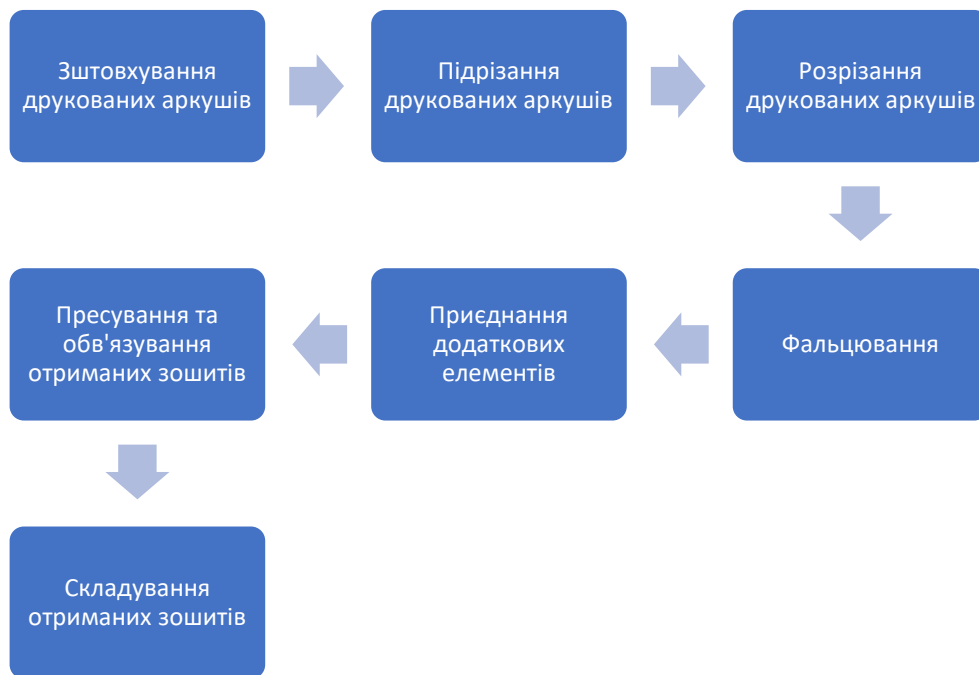 Зштовхування
друкованих аркушів
Підрізання
друкованих аркушів
Розрізання
друкованих аркушів
Фальцювання
Приєднання
додаткових
елементів
Пресування та
обв'язування
отриманих зошитів
Складування
отриманих зошитів